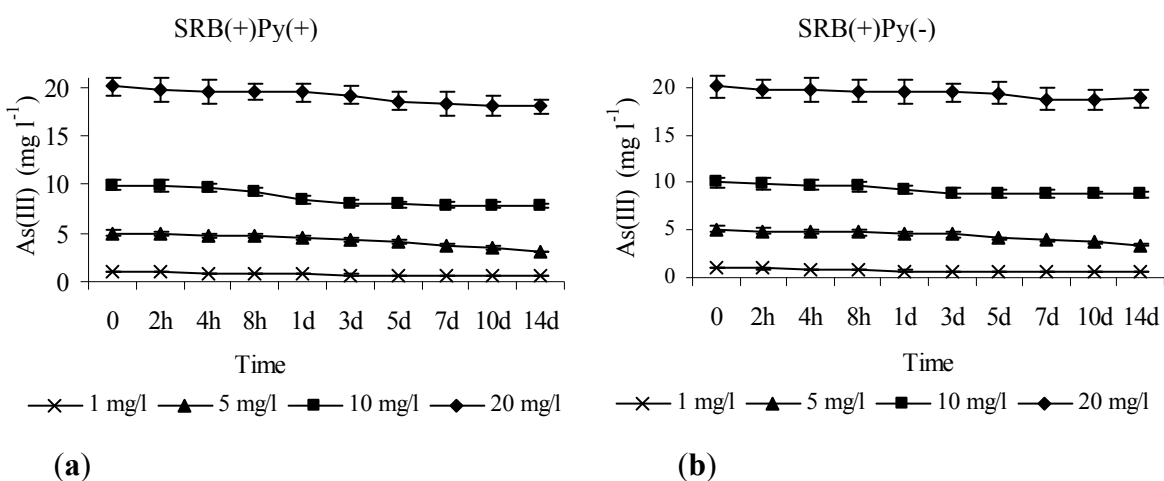 SRB(+)Py(+)
As(III) (mg l-1)
20
15
10
5
0
0 2h 4h 8h 1d 3d 5d 7d 10d 14d
Time
1 mg/l 5 mg/l 10 mg/l 20 mg/l
(a)
SRB(+)Py(-)
As(III) (mg l-1)
20
15
10
5
0
0 2h 4h 8h 1d 3d 5d 7d 10d 14d
Time
1 mg/l 5 mg/l 10 mg/l 20 mg/l
(b)